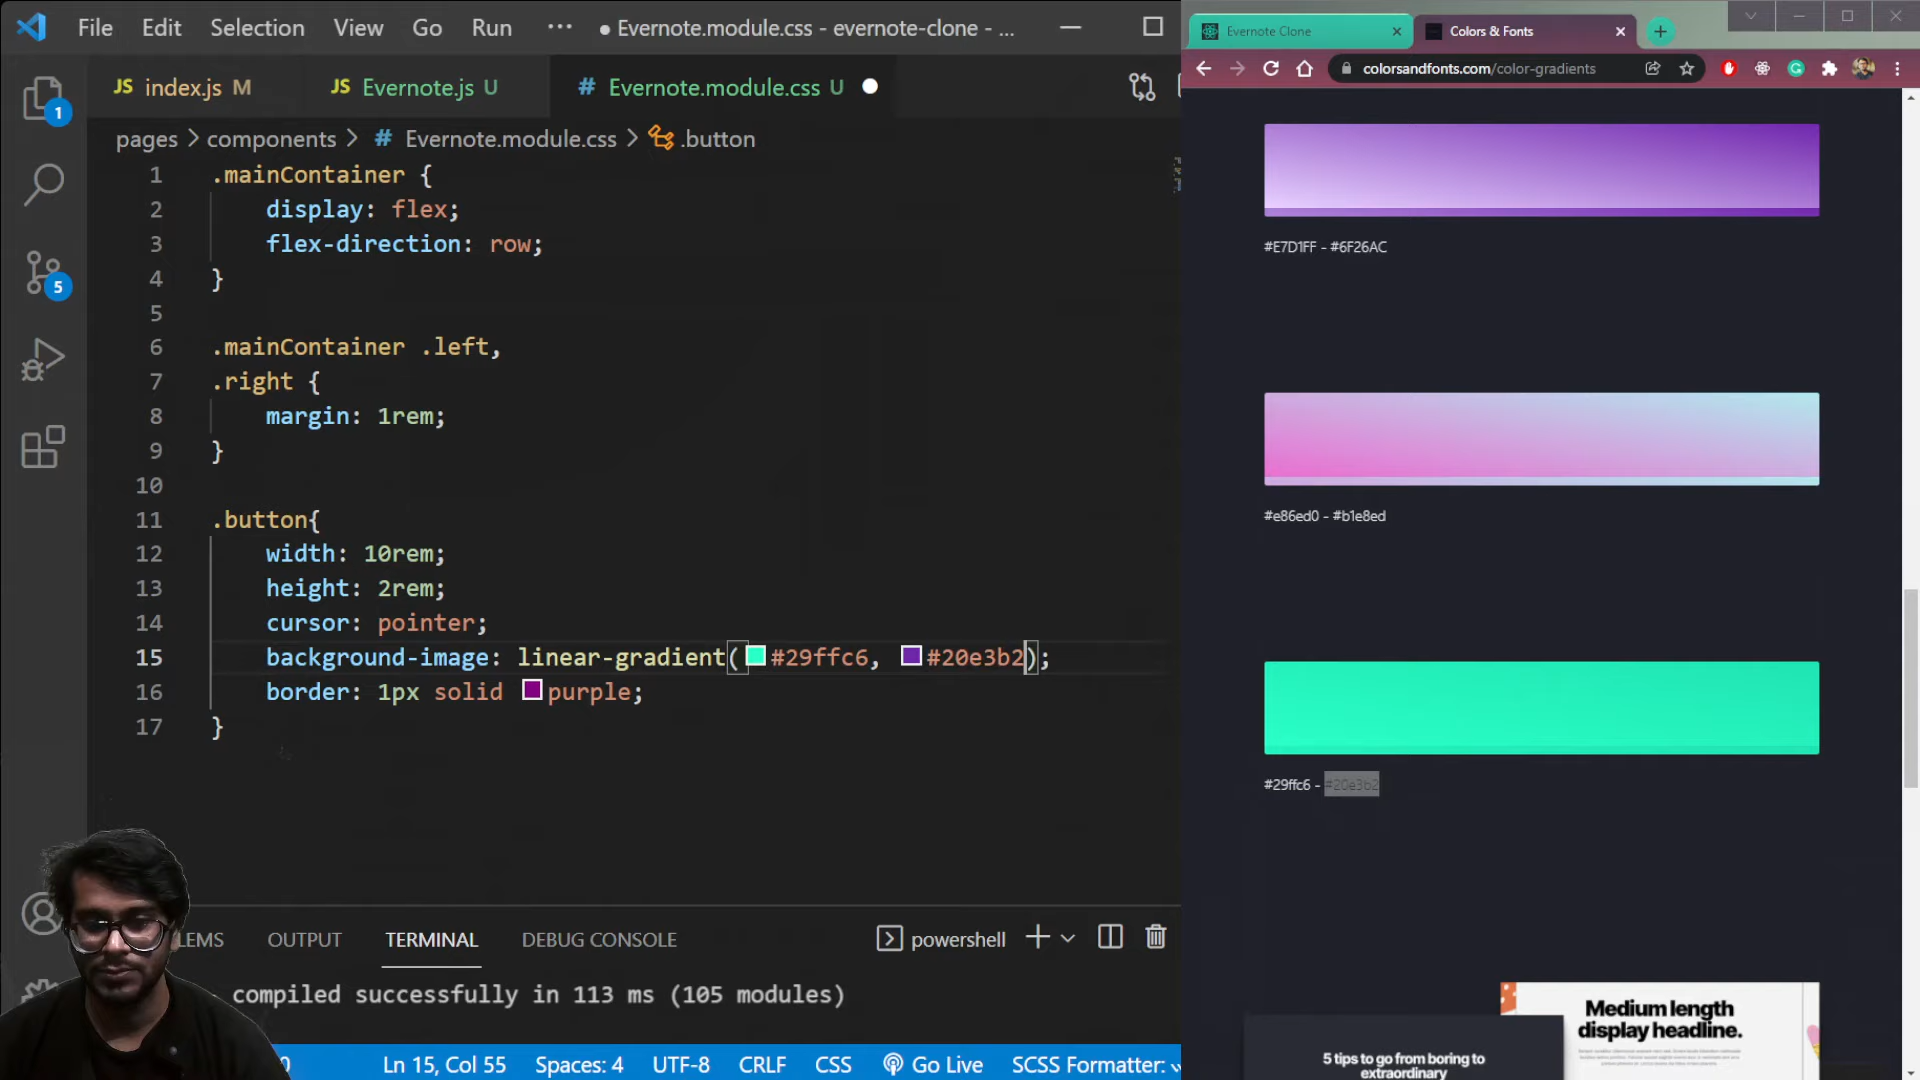 File Edit Selection View Go Run ··· ● Evernote.module.css - evernote-clone - ...
JS index.js M JS Evernote.js U # Evernote.module.css U
pages > components > # Evernote.module.css > .button
1 .mainContainer {
2 display: flex;
3 flex-direction: row;
4 }
5
6 .mainContainer .left,
7 .right {
8 margin: 1rem;
9 }
10
11 .button{
12 width: 10rem;
13 height: 2rem;
14 cursor: pointer;
15 background-image: linear-gradient(#29ffc6, #20e3b2);
16 border: 1px solid purple;
17 }
1
5
LEMS OUTPUT TERMINAL DEBUG CONSOLE powershell
compiled successfully in 113 ms (105 modules)
0 Ln 15, Col 55 Spaces: 4 UTF-8 CRLF CSS Go Live SCSS Formatter:
Evernote Clone Colors & Fonts
colorsandfonts.com/color-gradients
#E7D1FF - #6F26AC
#e86ed0 - #b1e8ed
#29ffc6 - #20e3b2
Medium length
display headline.
5 tips to go from boring to
extraordinary